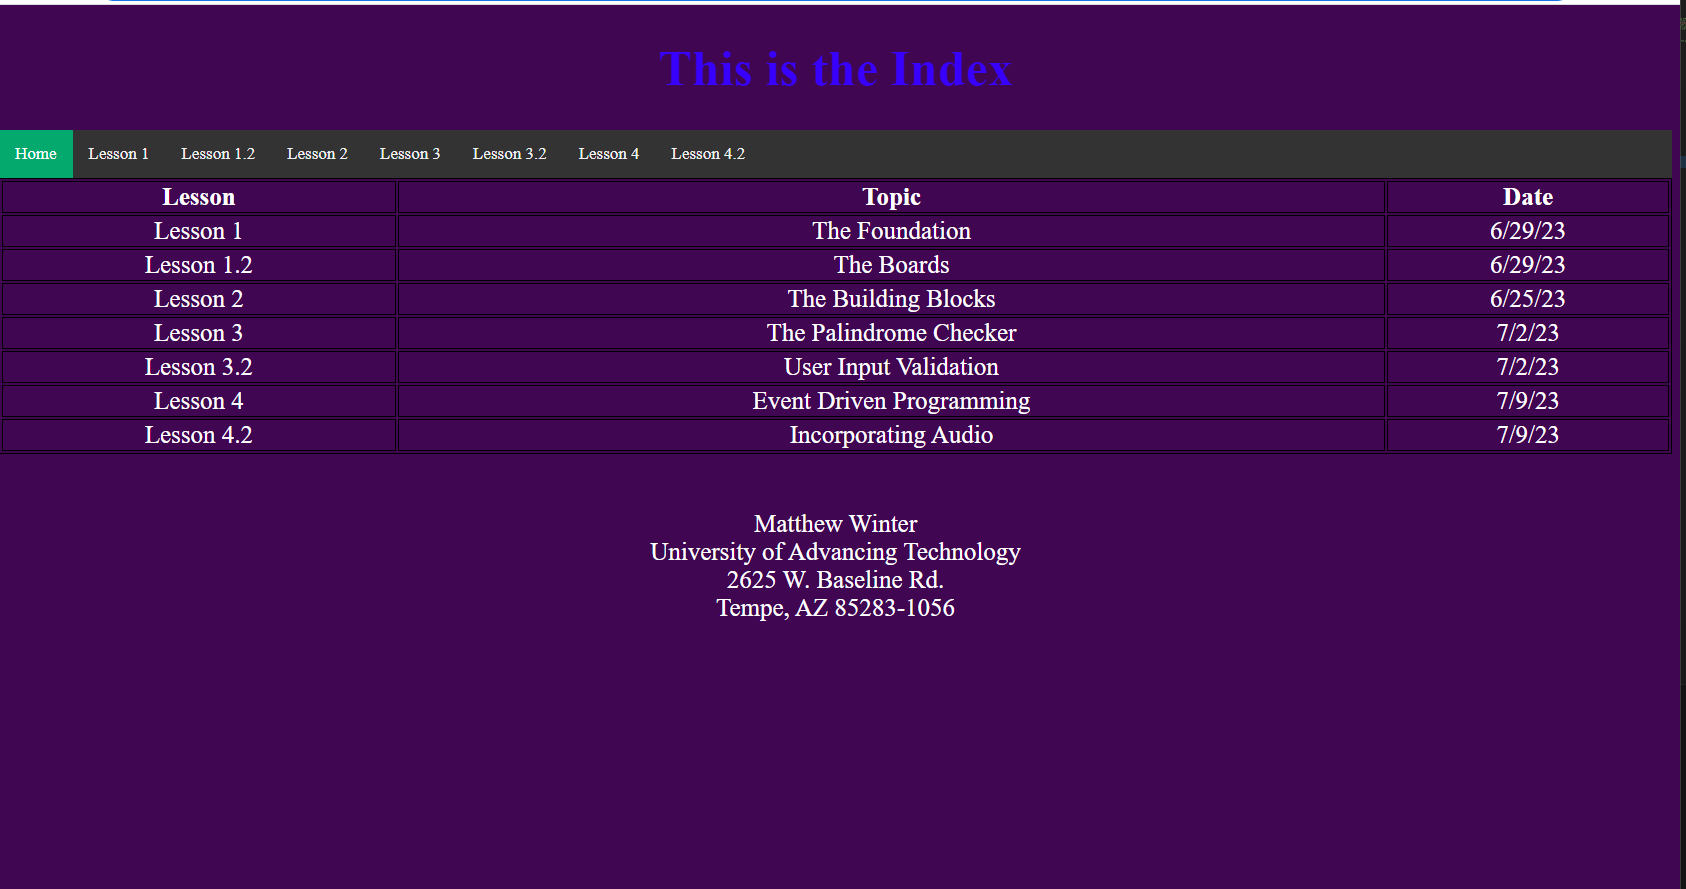 This is the Index
Home Lesson 1 Lesson 1.2 Lesson 2 Lesson 3 Lesson 3.2 Lesson 4 Lesson 4.2
Lesson Topic Date
Lesson 1 The Foundation 6/29/23
Lesson 1.2 The Boards 6/29/23
Lesson 2 The Building Blocks 6/25/23
Lesson 3 The Palindrome Checker 7/2/23
Lesson 3.2 User Input Validation 7/2/23
Lesson 4 Event Driven Programming 7/9/23
Lesson 4.2 Incorporating Audio 7/9/23
Matthew Winter
University of Advancing Technology
2625 W. Baseline Rd.
Tempe, AZ 85283-1056